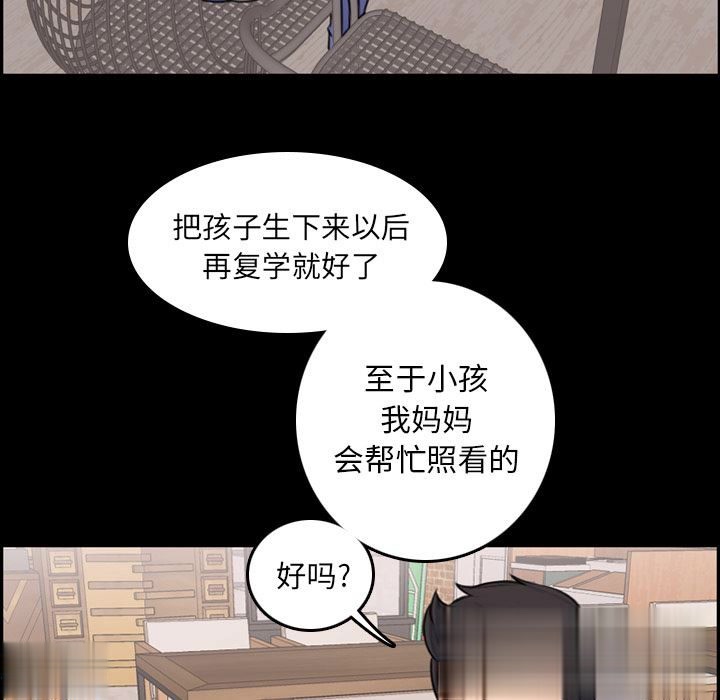 把孩子生下来以后
再复学就好了
至于小孩
我妈妈
会帮忙照看的
好吗?